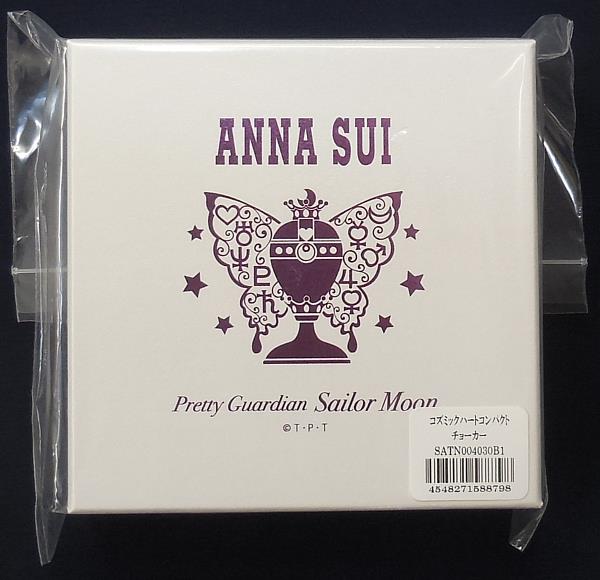 ANNA SUI
Pretty Guardian Sailor Moon
©T・P・T
コズミックハートコンパクト
チョーカー
SATN004030B1
4548271588798